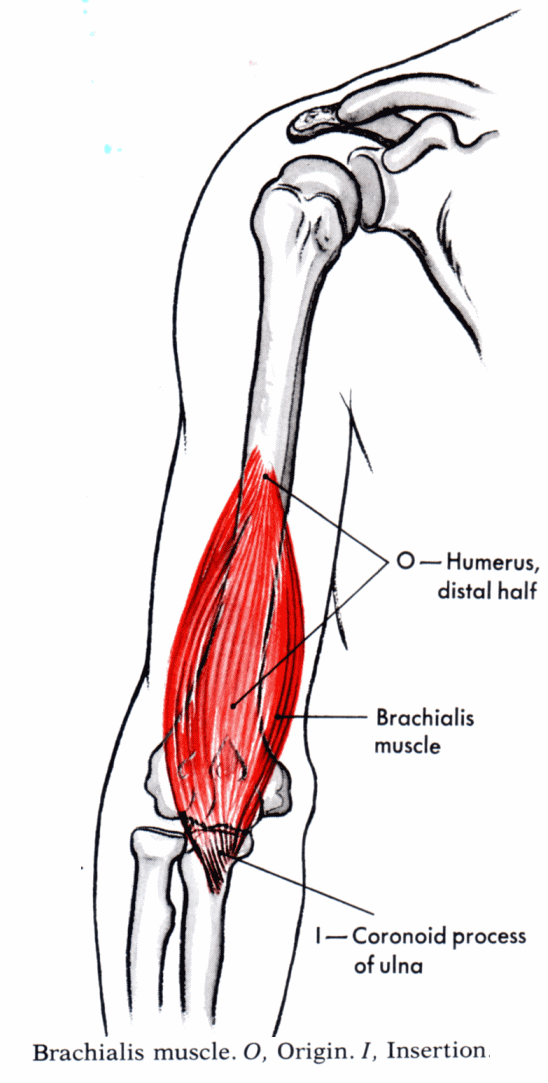 O—Humerus,
distal half
Brachialis
muscle
I—Coronoid process
of ulna
Brachialis muscle. O, Origin. I, Insertion.